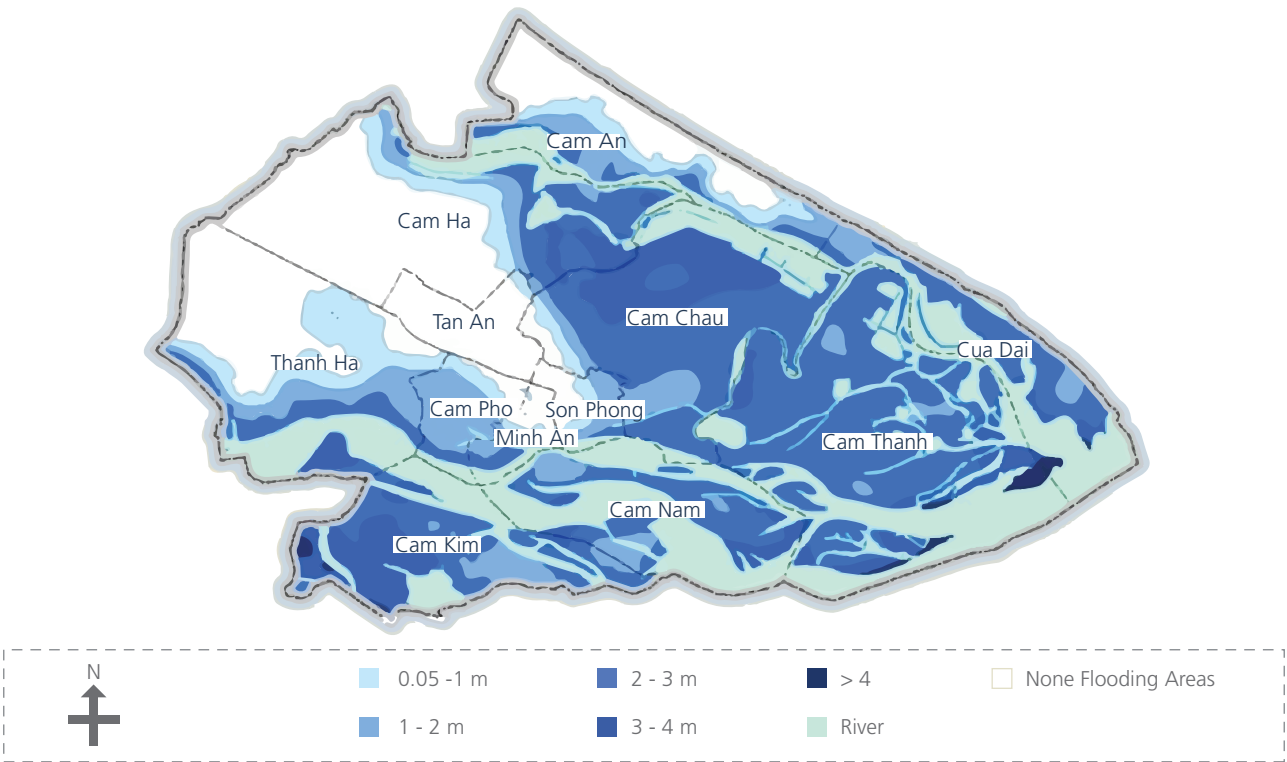 Cam An
Cam Ha
Cam Chau
Tan An
Cua Dai
Thanh Ha
Cam Pho
Son Phong
Minh An
Cam Thanh
Cam Nam
Cam Kim
N
0.05 -1 m
2 - 3 m
> 4
None Flooding Areas
1 - 2 m
3 - 4 m
River